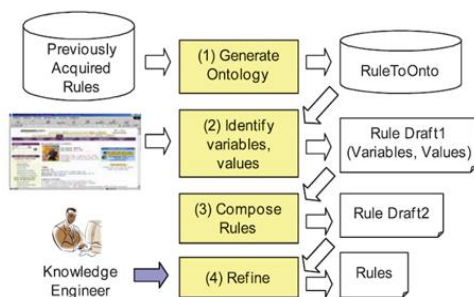 Previously
Acquired
Rules
(1) Generate
Ontology
RuleToOnto
(2) Identify
variables,
values
Rule Draft1
(Variables, Values)
(3) Compose
Rules
Rule Draft2
Knowledge
Engineer
(4) Refine
Rules